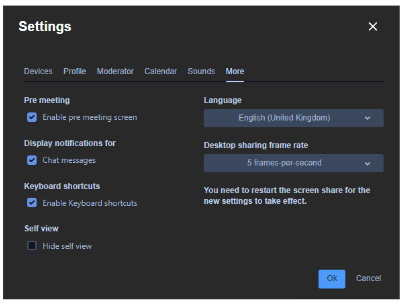 Settings
Devices Profile Moderator Calendar Sounds More
Pre meeting
Enable pre meeting screen
Display notifications for
Chat messages
Keyboard shortcuts
Enable Keyboard shortcuts
Self view
Hide self view
Language
English (United Kingdom)
Desktop sharing frame rate
5 frames-per-second
You need to restart the screen share for the
new settings to take effect.
Ok Cancel